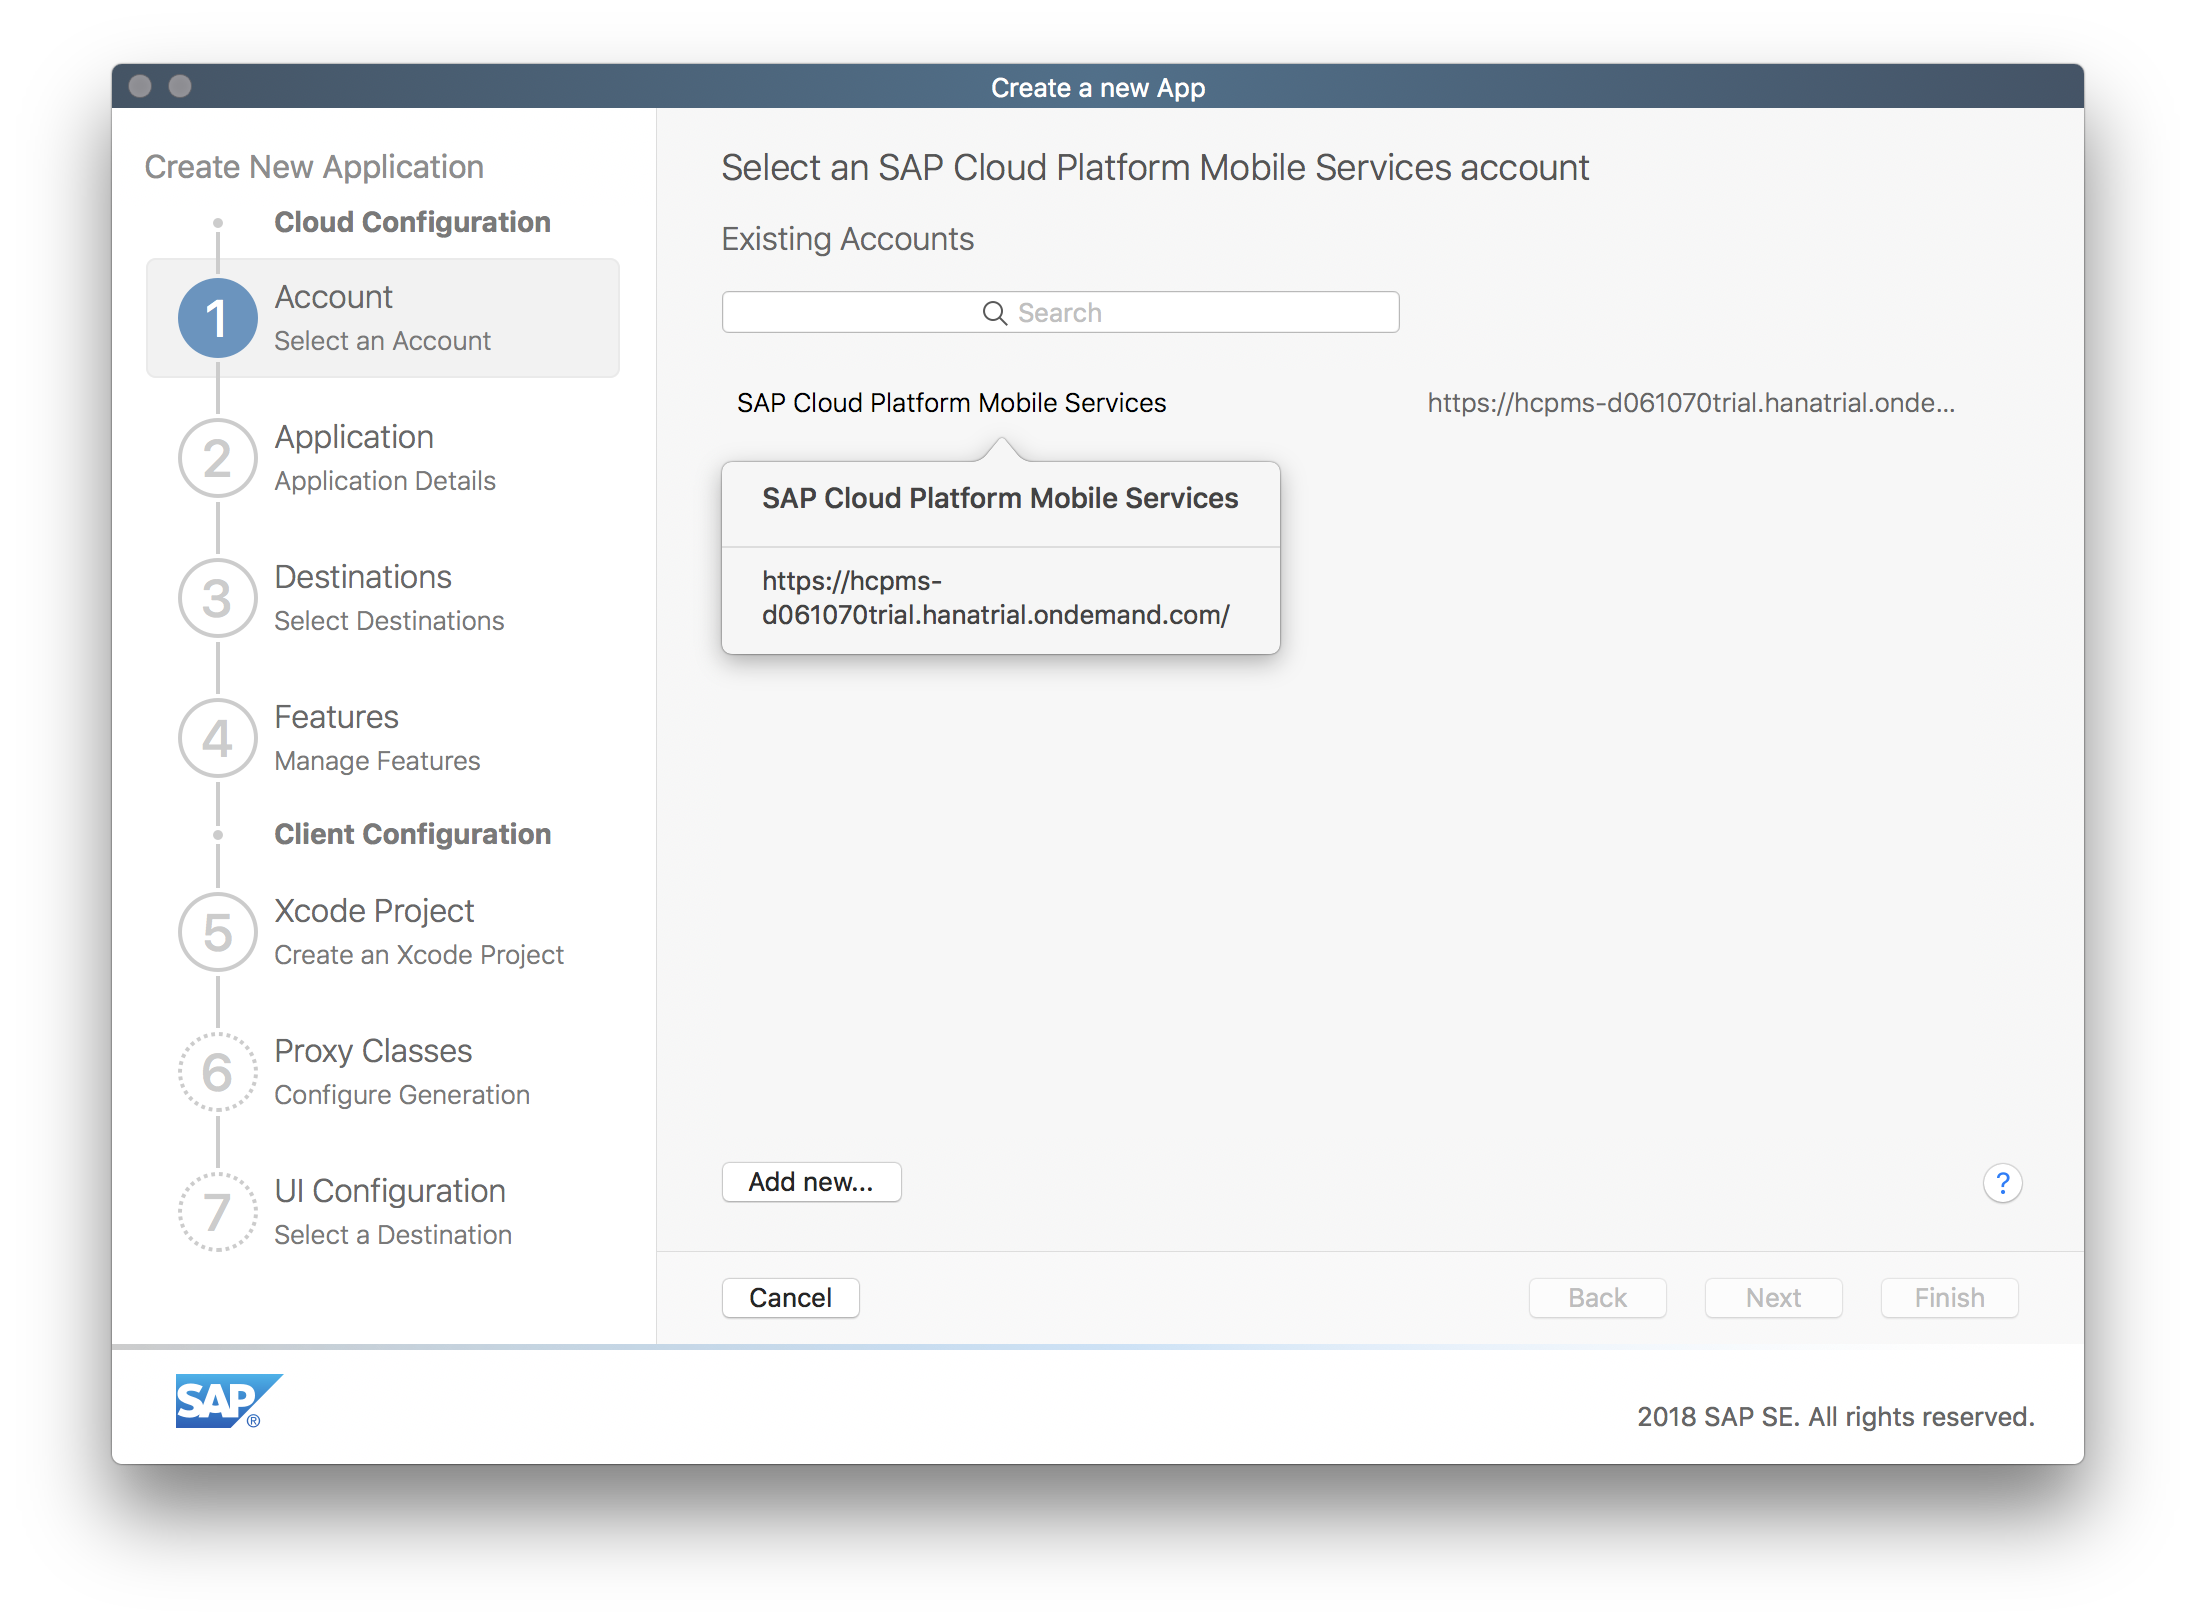 Create a new App
Create New Application
Cloud Configuration
1
Account
Select an Account
2
Application
Application Details
3
Destinations
Select Destinations
4
Features
Manage Features
Client Configuration
5
Xcode Project
Create an Xcode Project
6
Proxy Classes
Configure Generation
7
UI Configuration
Select a Destination
Select an SAP Cloud Platform Mobile Services account
Existing Accounts
Search
SAP Cloud Platform Mobile Services
https://hcpms-d061070trial.hanatrial.onde...
SAP Cloud Platform Mobile Services
https://hcpms-
d061070trial.hanatrial.ondemand.com/
Add new...
?
Cancel
Back
Next
Finish
SAP®
2018 SAP SE. All rights reserved.